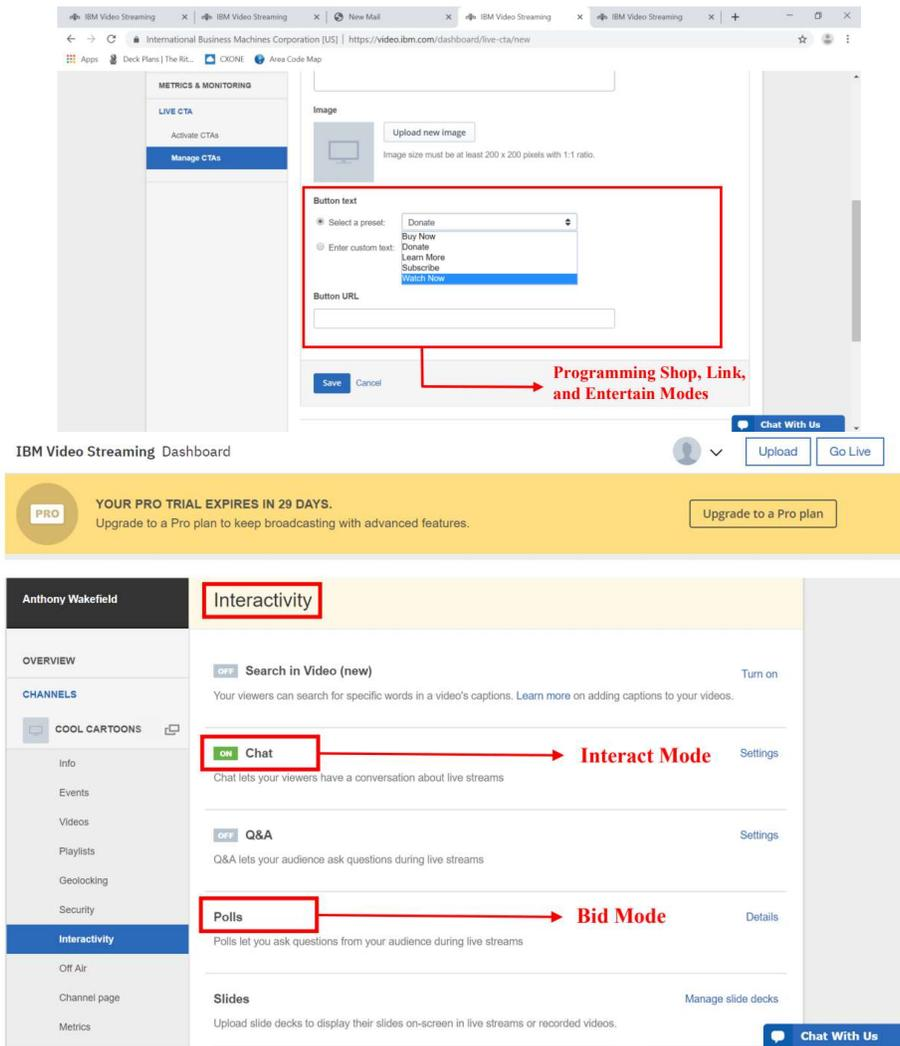 IBM Video Streaming
IBM Video Streaming
New Mail
IBM Video Streaming
IBM Video Streaming
International Business Machines Corporation [US] | https://video.ibm.com/dashboard/live-cta/new
Apps Deck Plans | The Rit... CXONE Area Code Map
METRICS & MONITORING
LIVE CTA
Activate CTAs
Manage CTAs
Image
Upload new image
Image size must be at least 200 x 200 pixels with 1:1 ratio.
Button text
Select a preset: Donate
Buy Now
Enter custom text: Donate
Learn More
Subscribe
Watch Now
Button URL
Save Cancel
Programming Shop, Link,
and Entertain Modes
Chat With Us
IBM Video Streaming Dashboard
Upload
Go Live
PRO
YOUR PRO TRIAL EXPIRES IN 29 DAYS.
Upgrade to a Pro plan to keep broadcasting with advanced features.
Upgrade to a Pro plan
Anthony Wakefield
OVERVIEW
CHANNELS
COOL CARTOONS
Info
Events
Videos
Playlists
Geolocking
Security
Interactivity
Off Air
Channel page
Metrics
Interactivity
OFF Search in Video (new)
Turn on
Your viewers can search for specific words in a video's captions. Learn more on adding captions to your videos.
ON Chat
Interact Mode
Settings
Chat lets your viewers have a conversation about live streams
OFF Q&A
Settings
Q&A lets your audience ask questions during live streams
Polls
Bid Mode
Details
Polls let you ask questions from your audience during live streams
Slides
Manage slide decks
Upload slide decks to display their slides on-screen in live streams or recorded videos.
Chat With Us